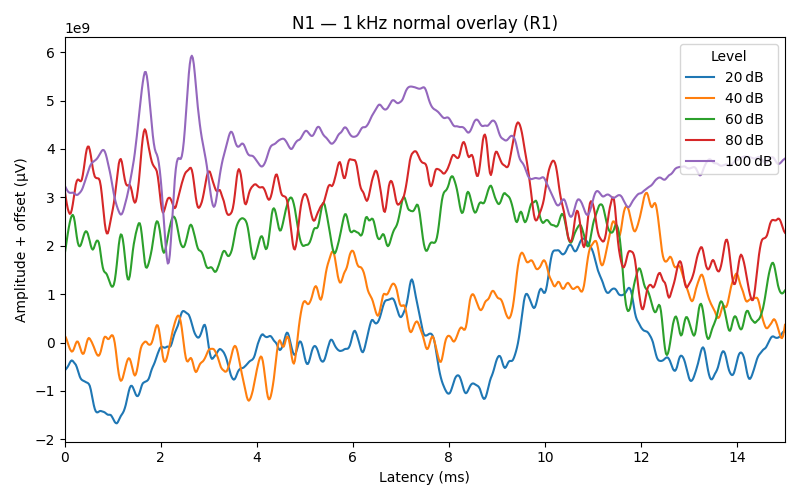 N1 — 1 kHz normal overlay (R1)
1e9
Amplitude + offset (µV)
6
5
4
3
2
1
0
−1
−2
Level
20 dB
40 dB
60 dB
80 dB
100 dB
0 2 4 6 8 10 12 14
Latency (ms)